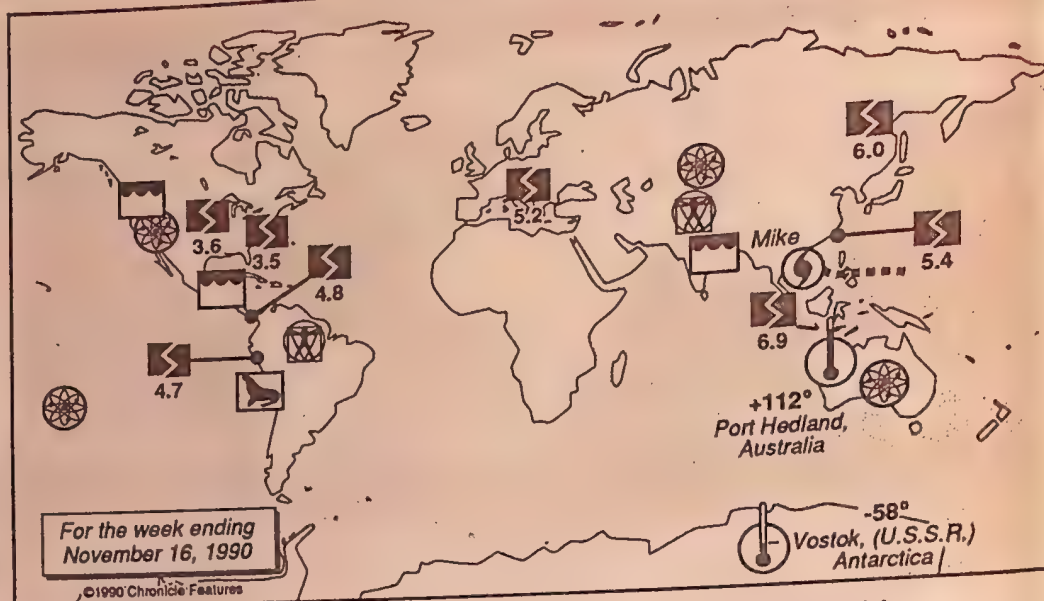 6.0
5.2
3.6
3.5
4.8
Mike
5.4
6.9
4.7
+112°
Port Hedland,
Australia
For the week ending
November 16, 1990
-58°
Vostok, (U.S.S.R.)
Antarctica
©1990 Chronicle Features